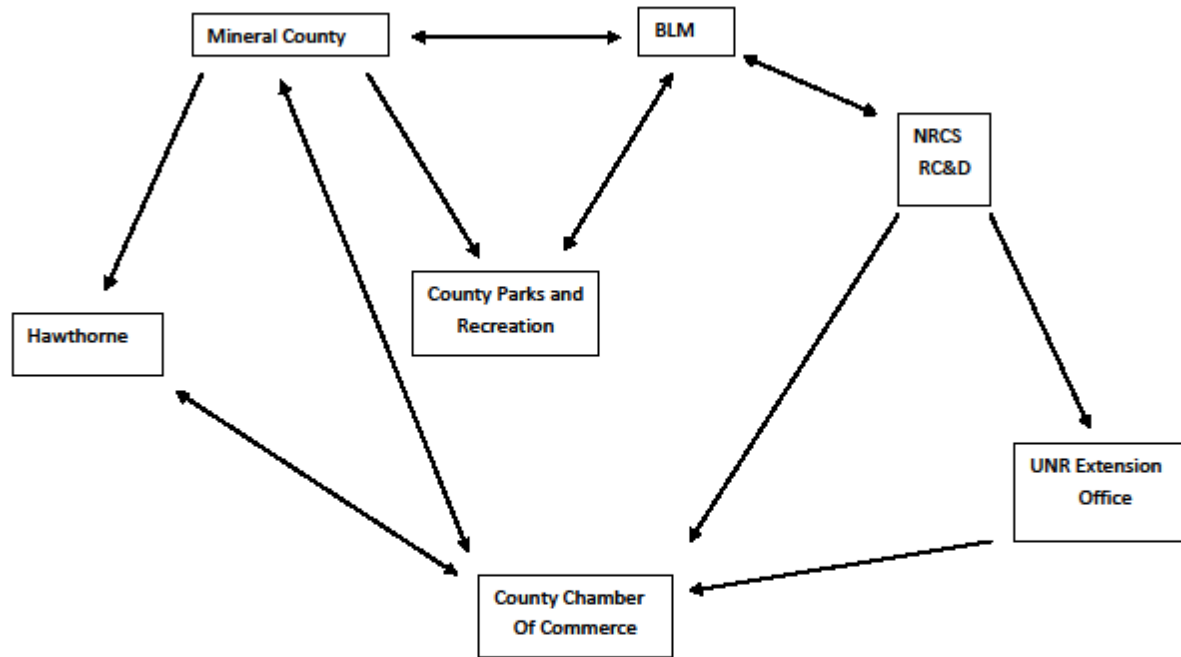 Mineral County
BLM
NRCS
RC&D
County Parks and
Recreation
Hawthorne
UNR Extension
Office
County Chamber
Of Commerce